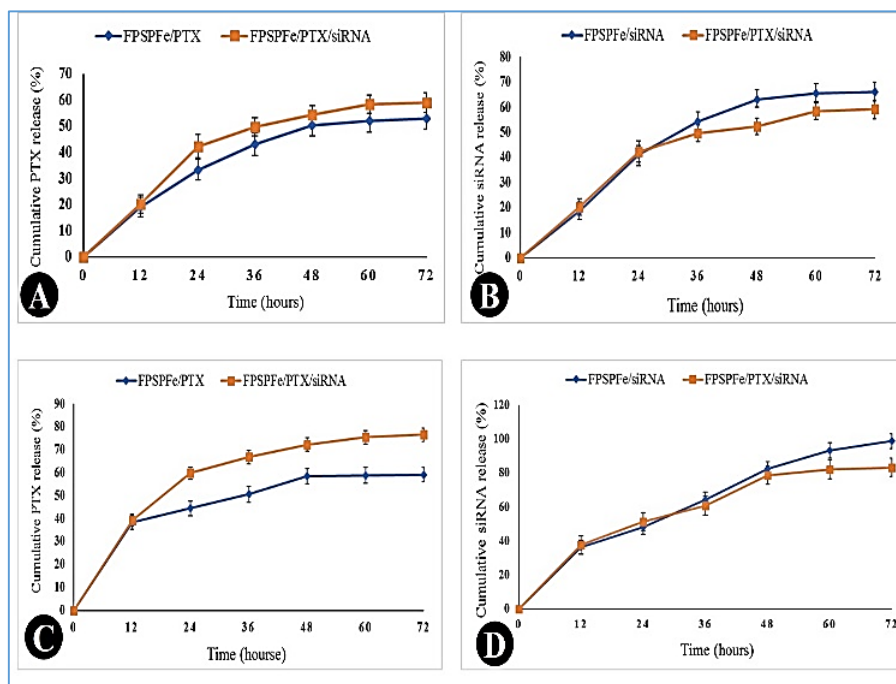 FPSPFe/PTX FPSPFe/PTX/siRNA
Cumulative PTX release (%)
70
60
50
40
30
20
10
0
0 12 24 36 48 60 72
Time (hours)
A
FPSPFe/siRNA FPSPFe/PTX/siRNA
Cumulative siRNA release (%)
80
70
60
50
40
30
20
10
0
0 12 24 36 48 60 72
Time (hours)
B
FPSPFe/PTX FPSPFe/PTX/siRNA
Cumulative PTX release (%)
90
80
70
60
50
40
30
20
10
0
0 12 24 36 48 60 72
Time (hourse)
C
FPSPFe/siRNA FPSPFe/PTX/siRNA
Cumulative siRNA release (%)
120
100
80
60
40
20
0
0 12 24 36 48 60 72
Time (hours)
D